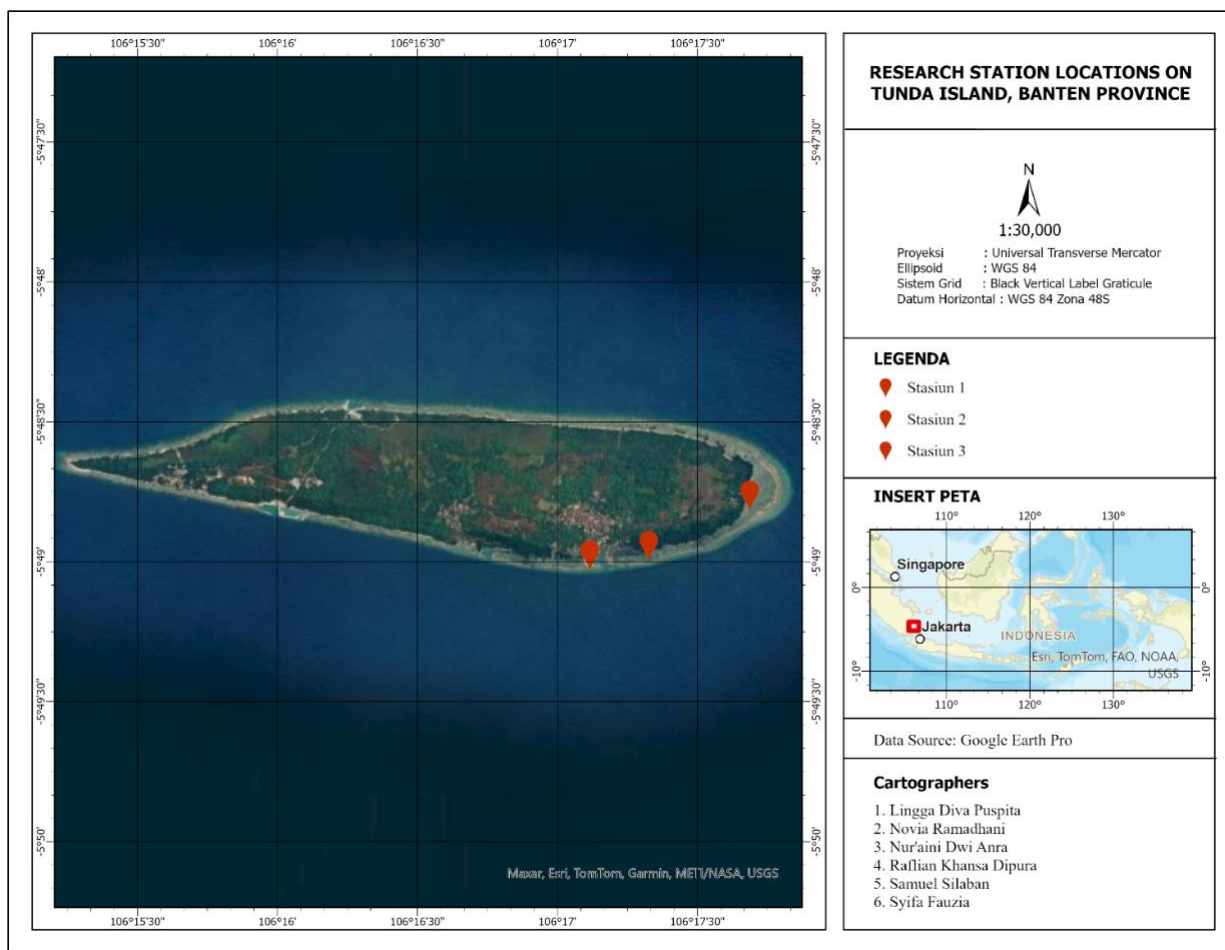 106°15'30" 106°16' 106°16'30" 106°17' 106°17'30"
-5°47'30" -5°47'30"
-5°48' -5°48'
-5°48'30" -5°48'30"
-5°49' -5°49'
-5°49'30" -5°49'30"
-5°50' -5°50'
Maxar, Esri, TomTom, Garmin, METI/NASA, USGS
106°15'30" 106°16' 106°16'30" 106°17' 106°17'30"
RESEARCH STATION LOCATIONS ON
TUNDA ISLAND, BANTEN PROVINCE
N
1:30,000
Proyeksi : Universal Transverse Mercator
Ellipsoid : WGS 84
Sistem Grid : Black Vertical Label Graticule
Datum Horizontal : WGS 84 Zona 48S
LEGENDA
Stasiun 1
Stasiun 2
Stasiun 3
INSERT PETA
110° 120° 130°
Singapore
0° 0°
Jakarta
INDONESIA
Esri, TomTom, FAO, NOAA,
USGS
-10° -10°
110° 120° 130°
Data Source: Google Earth Pro
Cartographers
1. Lingga Diva Puspita
2. Novia Ramadhani
3. Nur'aini Dwi Anra
4. Raflian Khansa Dipura
5. Samuel Silaban
6. Syifa Fauzia